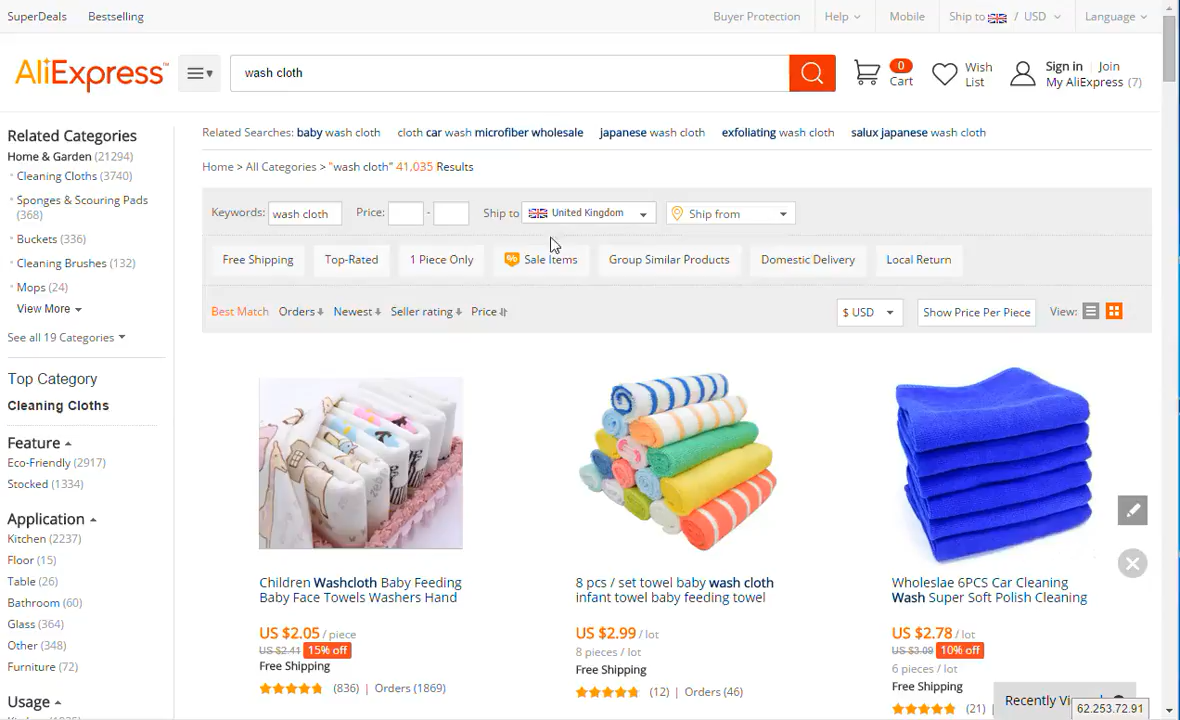 SuperDeals Bestselling Buyer Protection Help Mobile Ship to / USD Language
AliExpress™ wash cloth 0 Cart Wish List Sign in Join My AliExpress (7)
Related Categories
Home & Garden (21294)
Cleaning Cloths (3740)
Sponges & Scouring Pads
(368)
Buckets (336)
Cleaning Brushes (132)
Mops (24)
View More
See all 19 Categories
Top Category
Cleaning Cloths
Feature
Eco-Friendly (2917)
Stocked (1334)
Application
Kitchen (2237)
Floor (15)
Table (26)
Bathroom (60)
Glass (364)
Other (348)
Furniture (72)
Usage
Related Searches: baby wash cloth cloth car wash microfiber wholesale japanese wash cloth exfoliating wash cloth salux japanese wash cloth
Home > All Categories > "wash cloth" 41,035 Results
Keywords: wash cloth Price: - Ship to United Kingdom Ship from
Free Shipping Top-Rated 1 Piece Only % Sale Items Group Similar Products Domestic Delivery Local Return
Best Match Orders Newest Seller rating Price $ USD Show Price Per Piece View:
Children Washcloth Baby Feeding
Baby Face Towels Washers Hand
US $2.05 / piece
US $2.41 15% off
Free Shipping
(836) | Orders (1869)
8 pcs / set towel baby wash cloth
infant towel baby feeding towel
US $2.99 / lot
8 pieces / lot
Free Shipping
(12) | Orders (46)
Wholeslae 6PCS Car Cleaning
Wash Super Soft Polish Cleaning
US $2.78 / lot
US $3.09 10% off
6 pieces / lot
Free Shipping
(21)
Recently
62.253.72.91